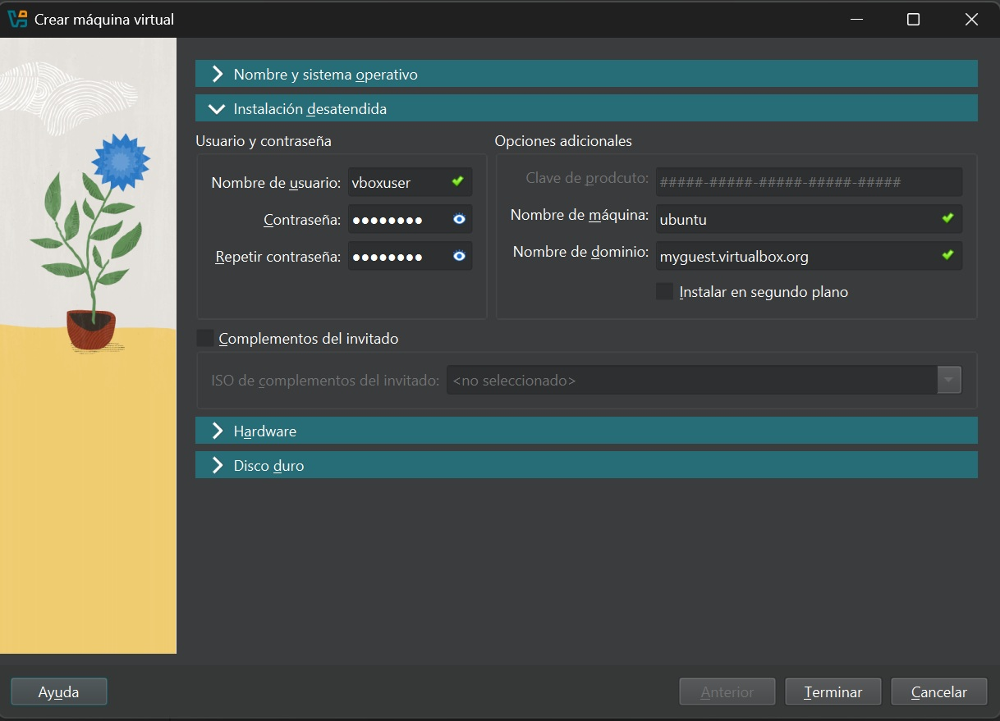 Crear máquina virtual
Nombre y sistema operativo
Instalación desatendida
Usuario y contraseña
Nombre de usuario: vboxuser
Contraseña: ●●●●●●●●
Repetir contraseña: ●●●●●●●●
Opciones adicionales
Clave de prodcuto: #####-#####-#####-#####-#####
Nombre de máquina: ubuntu
Nombre de dominio: myguest.virtualbox.org
Instalar en segundo plano
Complementos del invitado
ISO de complementos del invitado: <no seleccionado>
Hardware
Disco duro
Ayuda
Anterior
Terminar
Cancelar